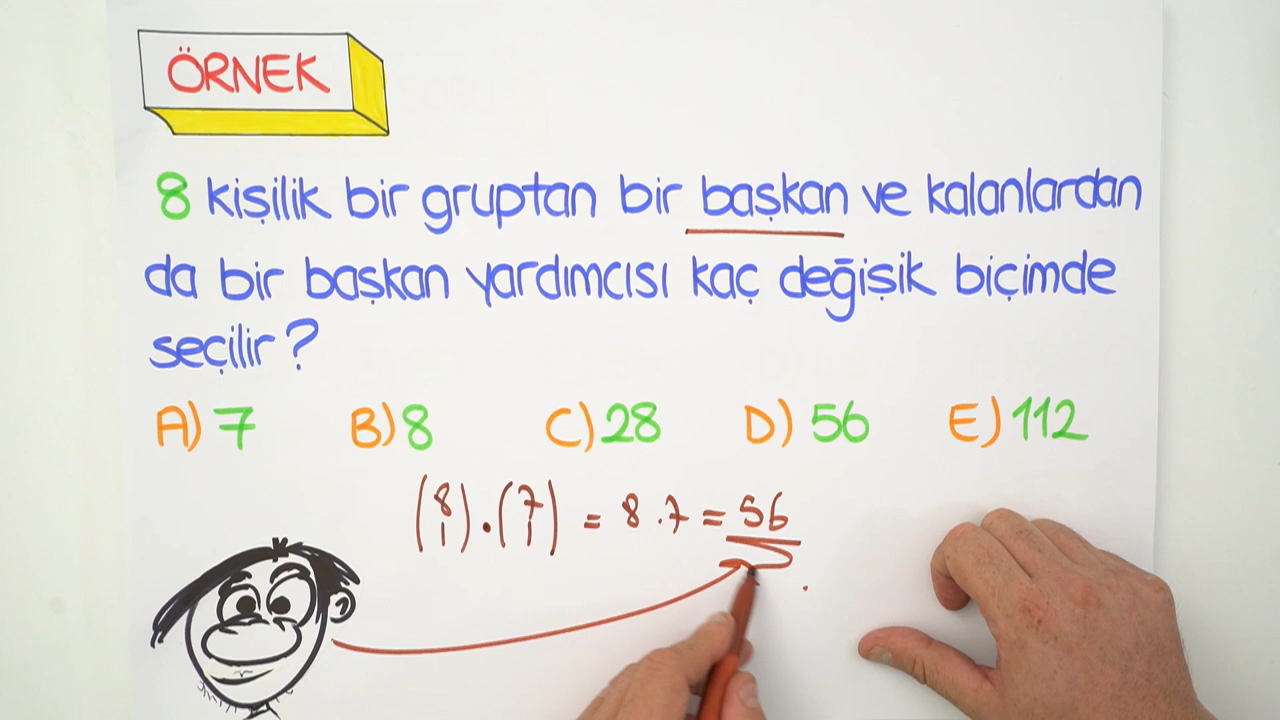 ÖRNEK
8 kişilik bir gruptan bir başkan ve kalanlardan
da bir başkan yardımcısı kaç değişik biçimde
seçilir?
A) 7 B) 8 C) 28 D) 56 E) 112
(8 1) . (7 1) = 8.7 = 56